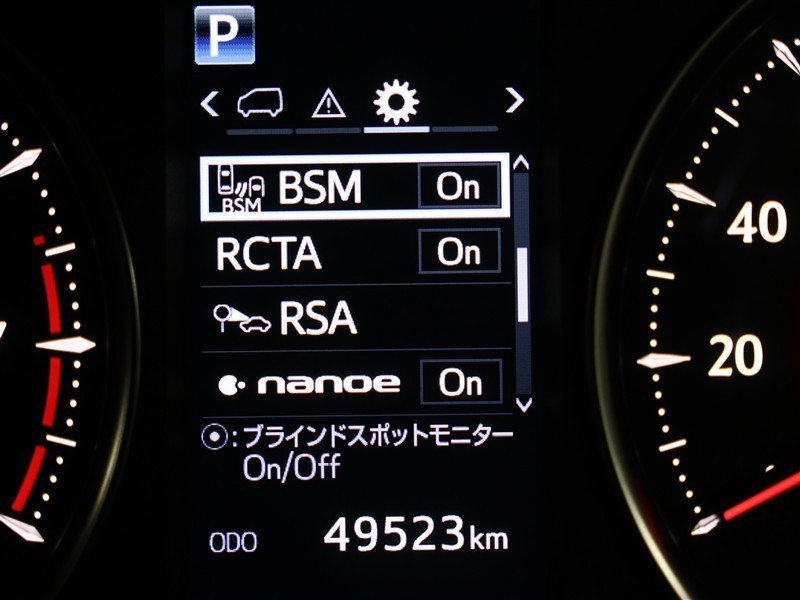 P
BSM BSM On
RCTA On
RSA
nanoe On
:ブラインドスポットモニター
On/Off
ODO 49523km
40
20